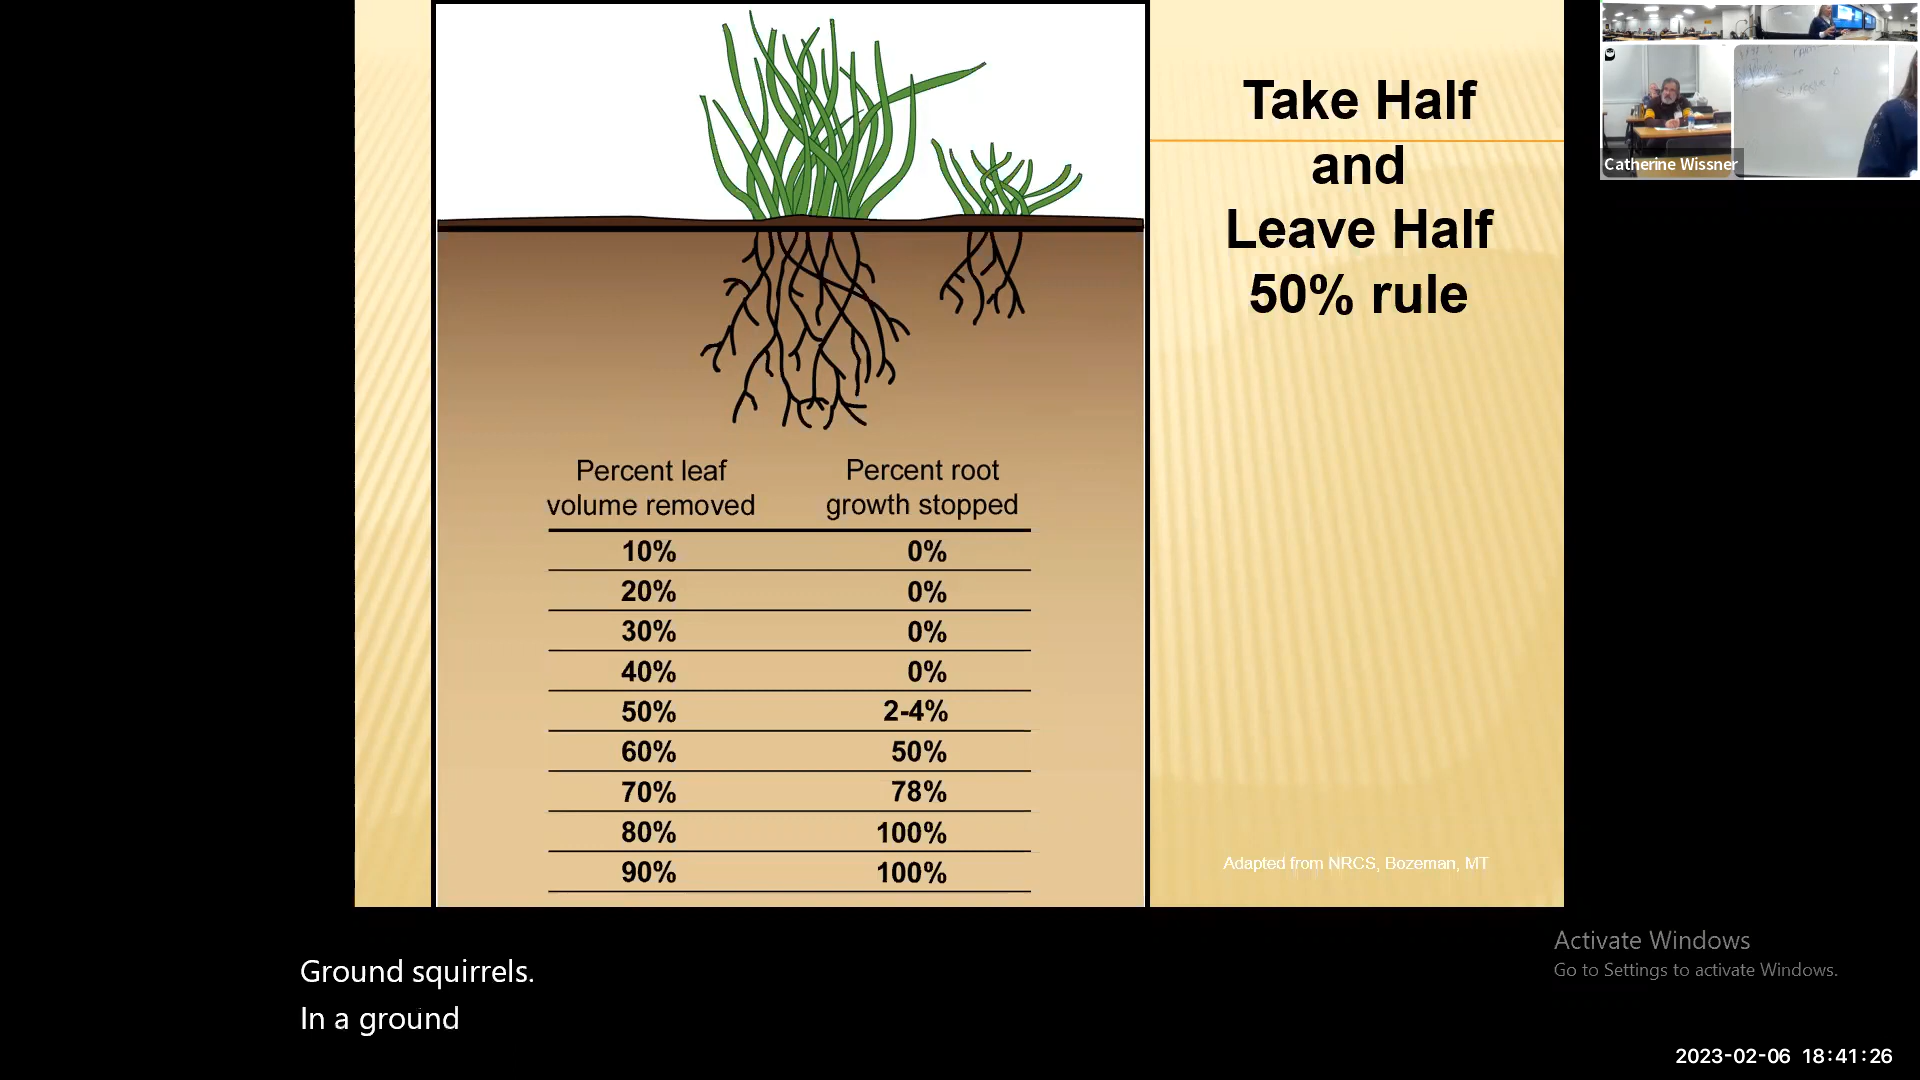 Take Half
and
Leave Half
50% rule
Percent leaf
volume removed
Percent root
growth stopped
10% 0%
20% 0%
30% 0%
40% 0%
50% 2-4%
60% 50%
70% 78%
80% 100%
90% 100%
Adapted from NRCS, Bozeman, MT
Catherine Wissner
Ground squirrels.
In a ground
Activate Windows
Go to Settings to activate Windows.
2023-02-06 18:41:26